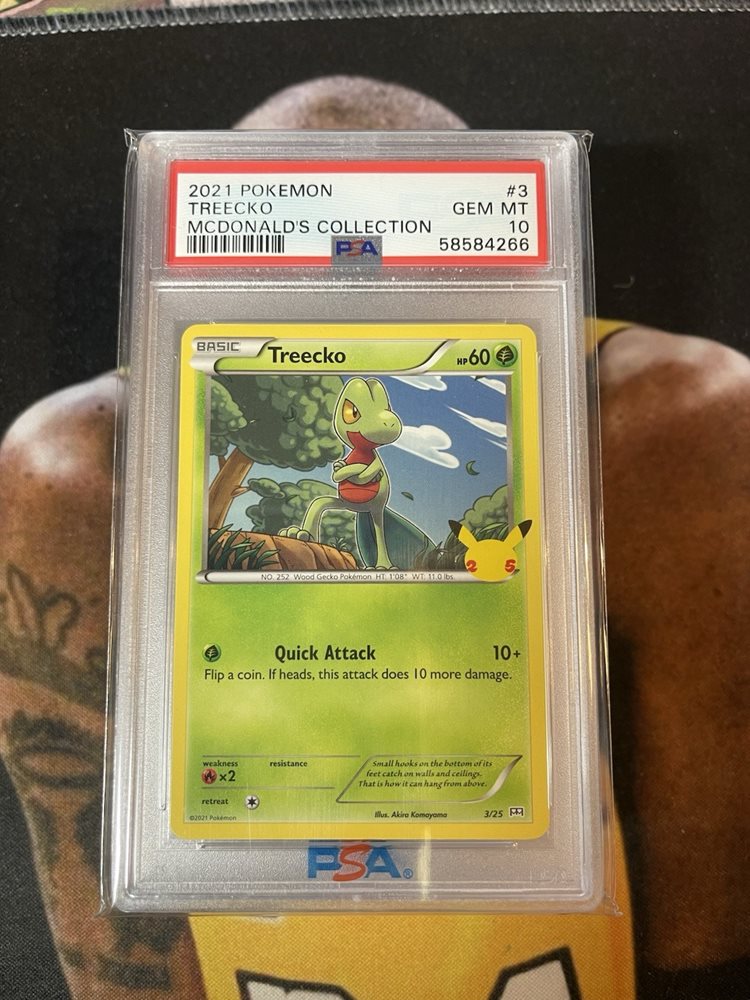 2021 POKEMON #3
TREECKO GEM MT
MCDONALD'S COLLECTION 10
PSA 58584266
BASIC Treecko HP 60
25
NO. 252 Wood Gecko Pokémon HT: 1'08" WT: 11.0 lbs.
Quick Attack 10+
Flip a coin. If heads, this attack does 10 more damage.
weakness resistance
×2
retreat
Small hooks on the bottom of its
feet catch on walls and ceilings.
That is how it can hang from above.
©2021 Pokémon Illus. Akira Komayama 3/25
PSA®